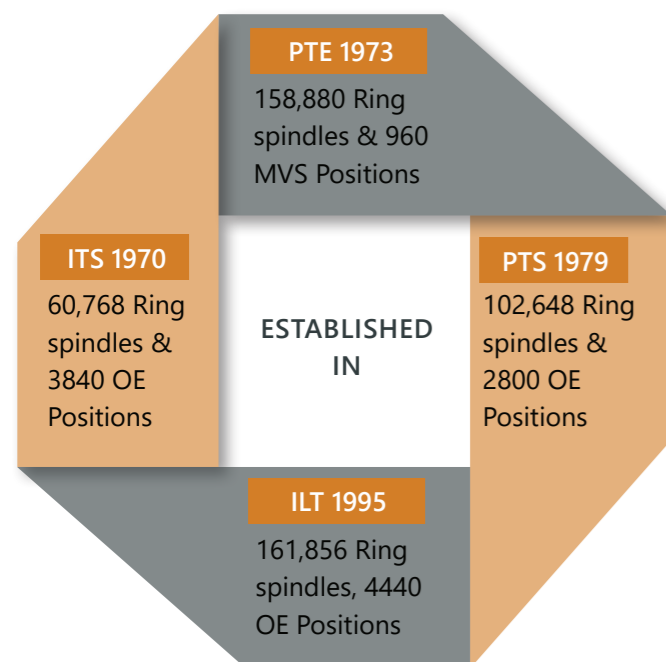 PTE 1973
158,880 Ring
spindles & 960
MVS Positions
ITS 1970
60,768 Ring
spindles &
3840 OE
Positions
ESTABLISHED
IN
PTS 1979
102,648 Ring
spindles &
2800 OE
Positions
ILT 1995
161,856 Ring
spindles, 4440
OE Positions